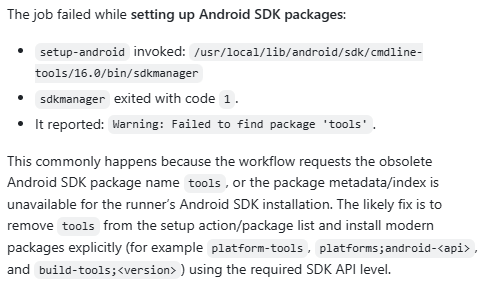 The job failed while setting up Android SDK packages:
• setup-android invoked: /usr/local/lib/android/sdk/cmdline-
tools/16.0/bin/sdkmanager
• sdkmanager exited with code 1 .
• It reported: Warning: Failed to find package 'tools' .
This commonly happens because the workflow requests the obsolete
Android SDK package name tools , or the package metadata/index is
unavailable for the runner’s Android SDK installation. The likely fix is to
remove tools from the setup action/package list and install modern
packages explicitly (for example platform-tools , platforms;android-<api> ,
and build-tools;<version> ) using the required SDK API level.